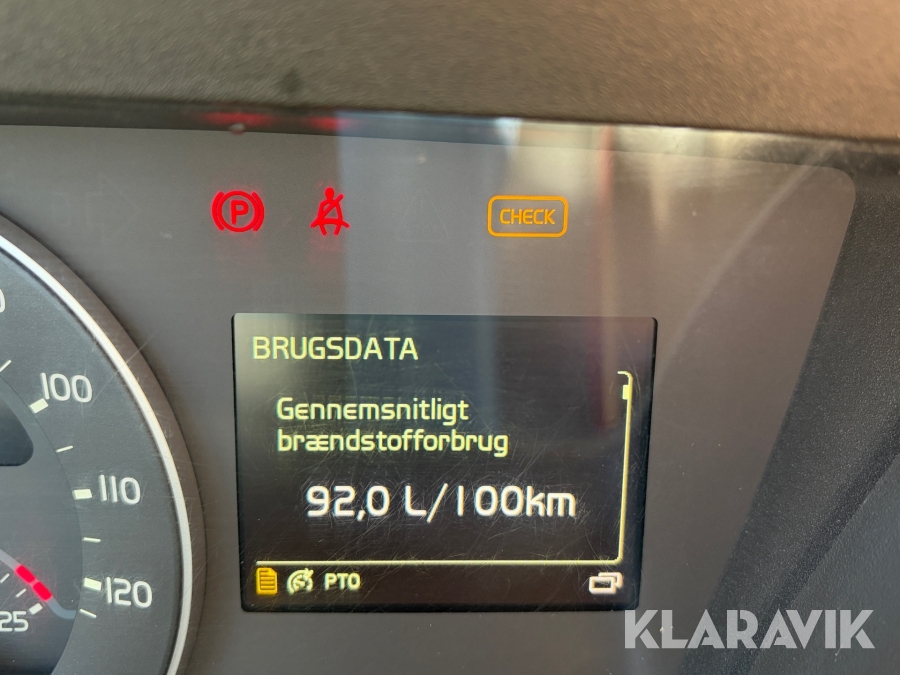 P
CHECK
BRUGSDATA
100
Gennemsnitligt
brændstofforbrug
110
92,0 L/100km
PTO
120
25
KLARAVIK